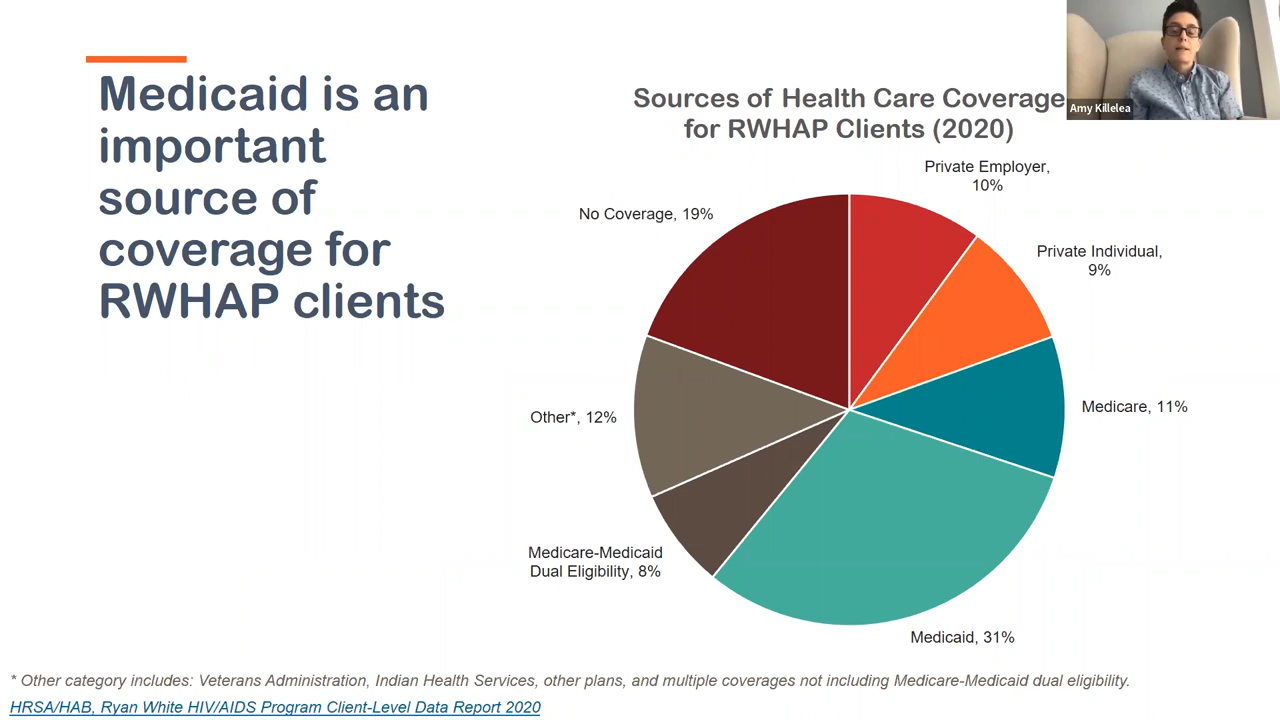 Medicaid is an
important
source of
coverage for
RWHAP clients
Sources of Health Care Coverage
for RWHAP Clients (2020)
Amy Killelea
Private Employer,
10%
Private Individual,
9%
Medicare, 11%
Medicaid, 31%
Medicare-Medicaid
Dual Eligibility, 8%
Other*, 12%
No Coverage, 19%
* Other category includes: Veterans Administration, Indian Health Services, other plans, and multiple coverages not including Medicare-Medicaid dual eligibility.
HRSA/HAB, Ryan White HIV/AIDS Program Client-Level Data Report 2020